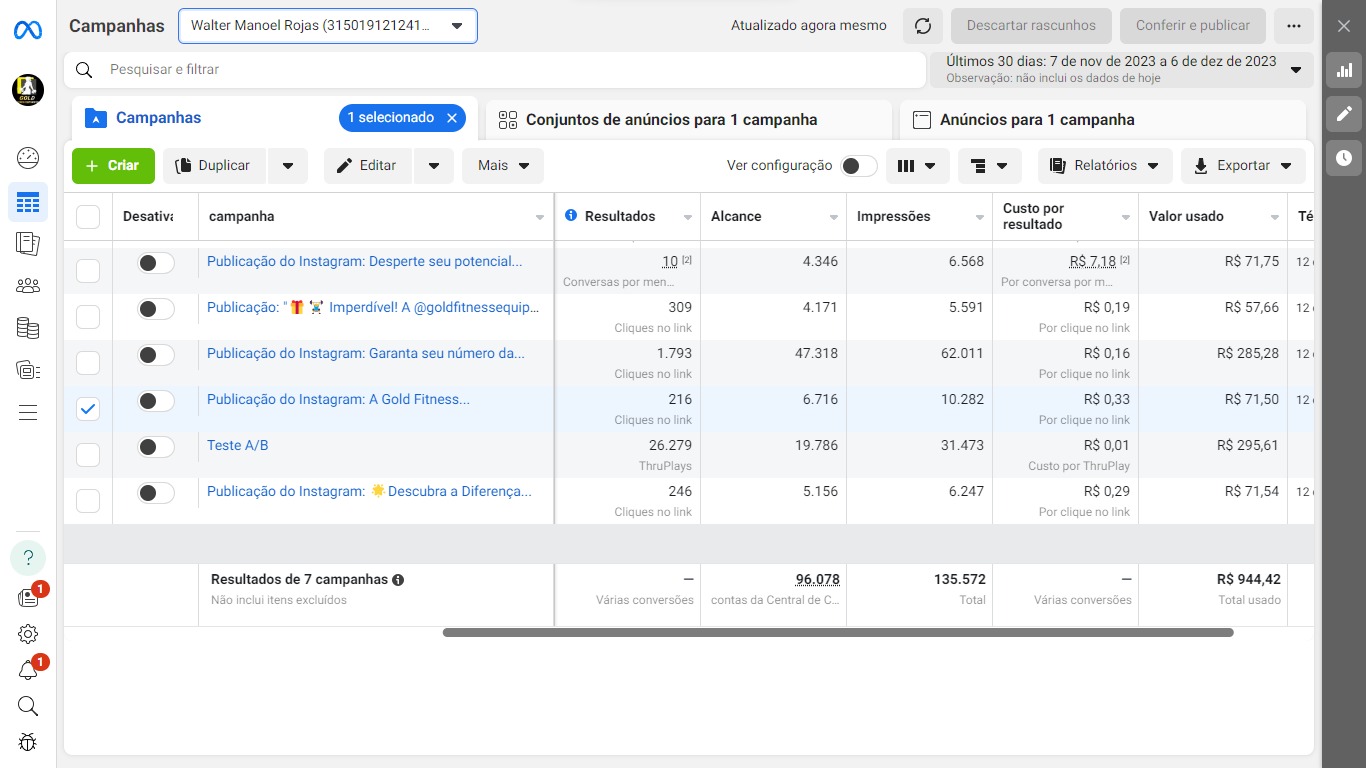 Campanhas
Walter Manoel Rojas (315019121241...
Atualizado agora mesmo
Descartar rascunhos
Conferir e publicar
Pesquisar e filtrar
Últimos 30 dias: 7 de nov de 2023 a 6 de dez de 2023
Observação: não inclui os dados de hoje
Campanhas
1 selecionado
Conjuntos de anúncios para 1 campanha
Anúncios para 1 campanha
+ Criar
Duplicar
Editar
Mais
Ver configuração
Relatórios
Exportar
Desativa
campanha
Resultados
Alcance
Impressões
Custo por resultado
Valor usado
Té
Publicação do Instagram: Desperte seu potencial...
10 [2]
4.346
6.568
R$ 7,18 [2]
R$ 71,75
12
Conversas por men...
Por conversa por m...
Publicação: "🎁 🏋️ Imperdível! A @goldfitnessequip...
309
4.171
5.591
R$ 0,19
R$ 57,66
12
Cliques no link
Por clique no link
Publicação do Instagram: Garanta seu número da...
1.793
47.318
62.011
R$ 0,16
R$ 285,28
12
Cliques no link
Por clique no link
Publicação do Instagram: A Gold Fitness...
216
6.716
10.282
R$ 0,33
R$ 71,50
12
Cliques no link
Por clique no link
Teste A/B
26.279
19.786
31.473
R$ 0,01
R$ 295,61
ThruPlays
Custo por ThruPlay
Publicação do Instagram: 🌟Descubra a Diferença...
246
5.156
6.247
R$ 0,29
R$ 71,54
12
Cliques no link
Por clique no link
Resultados de 7 campanhas
—
96.078
135.572
—
R$ 944,42
Não inclui itens excluídos
Várias conversões
contas da Central de C...
Total
Várias conversões
Total usado
?
1
1
GOLD